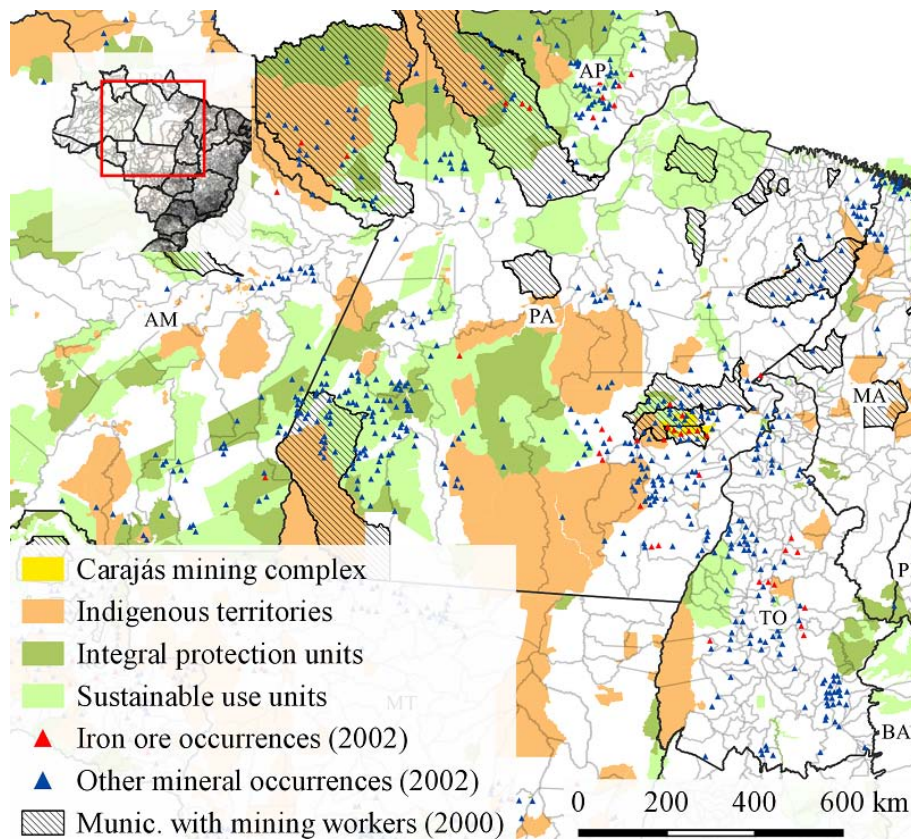 AP
AM
PA
MA
Carajás mining complex
Indigenous territories
P
Integral protection units
TO
Sustainable use units
MT
Iron ore occurrences (2002)
BA
Other mineral occurrences (2002)
0 200 400 600 km
Munic. with mining workers (2000)